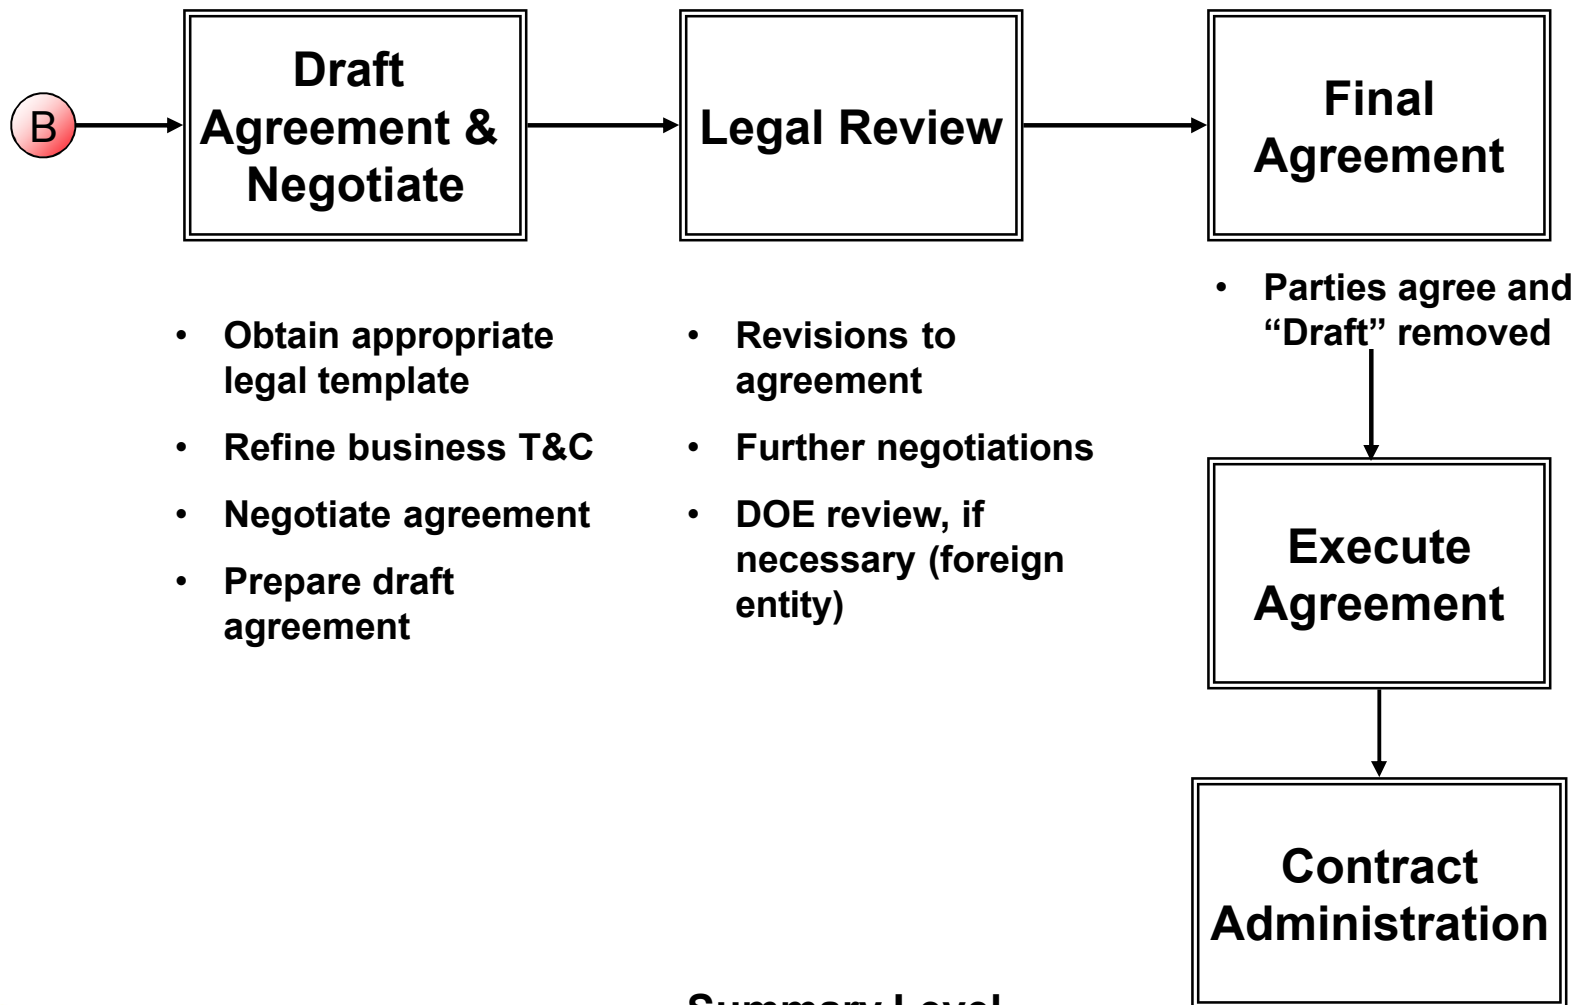 B
Draft
Agreement &
Negotiate
Legal Review
Final
Agreement
• Obtain appropriate
legal template
• Refine business T&C
• Negotiate agreement
• Prepare draft
agreement
• Revisions to
agreement
• Further negotiations
• DOE review, if
necessary (foreign
entity)
• Parties agree and
“Draft” removed
Execute
Agreement
Contract
Administration
Summary Level